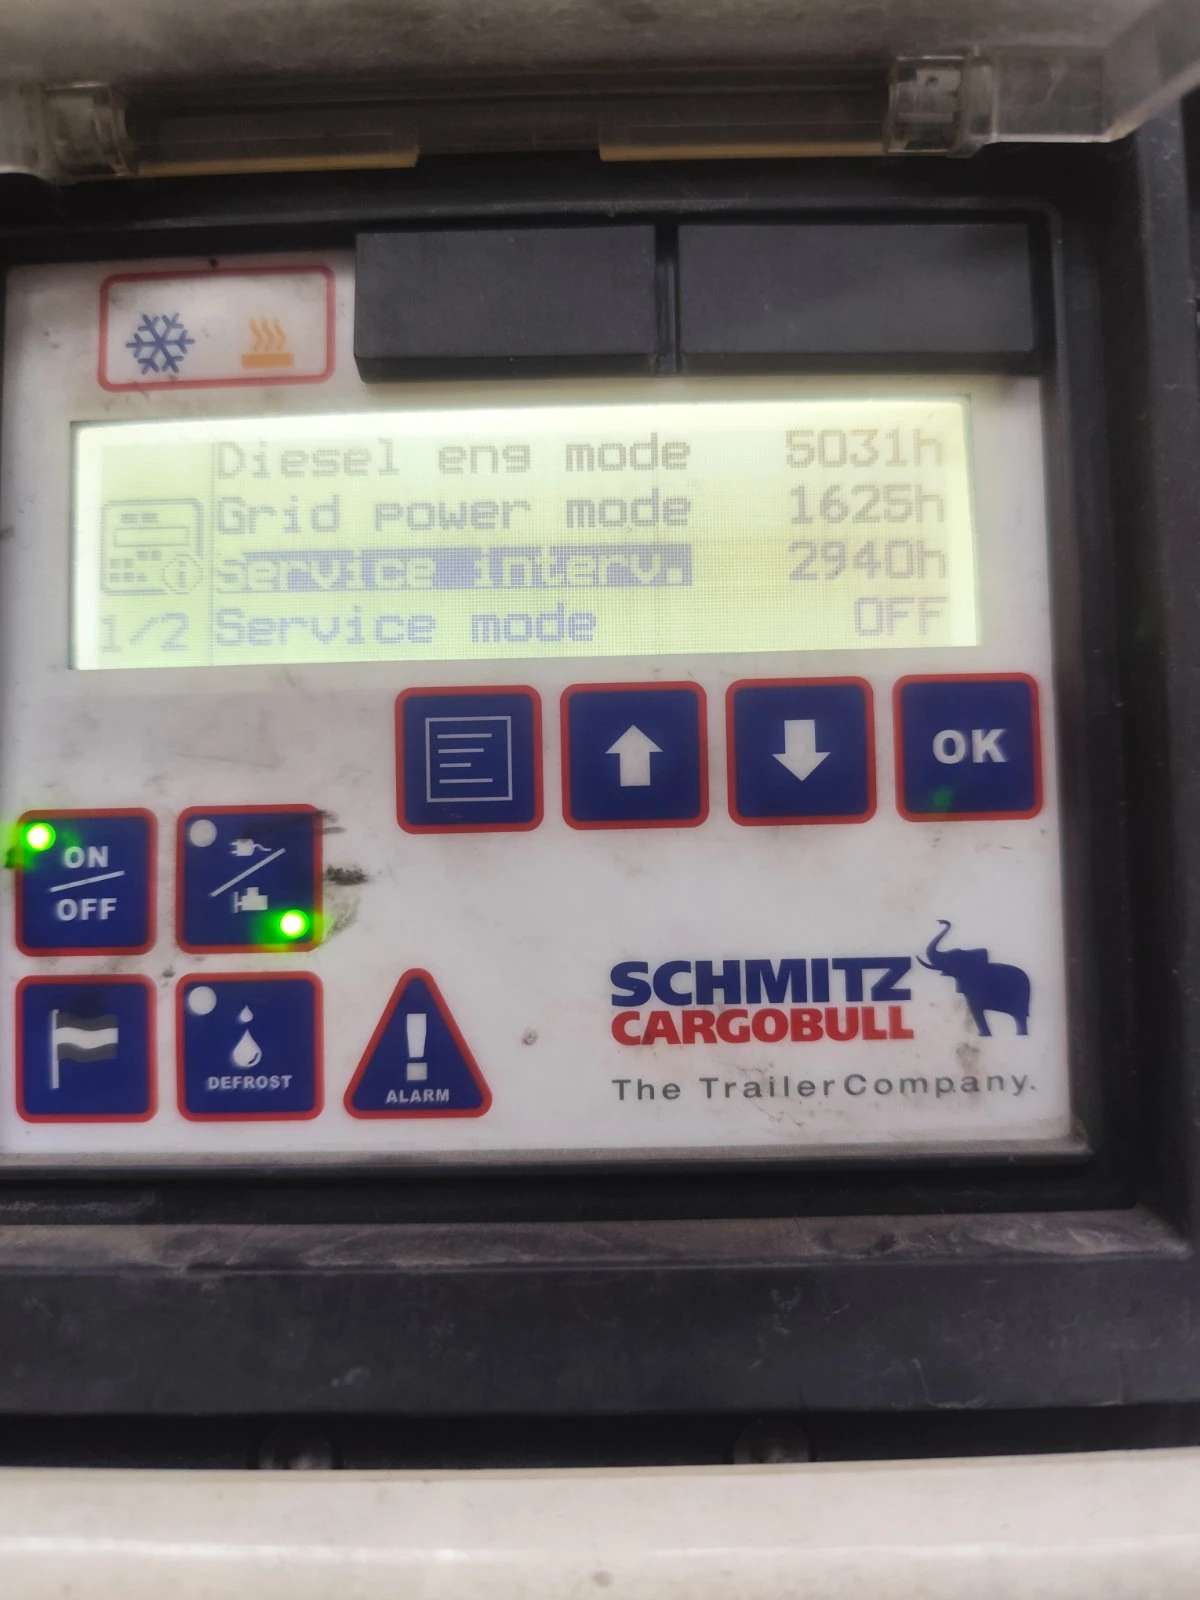 Diesel eng mode 5031h
Grid power mode 1625h
Service interv. 2940h
1/2 Service mode OFF
OK
ON
OFF
DEFROST
! ALARM
SCHMITZ
CARGOBULL
The TrailerCompany.